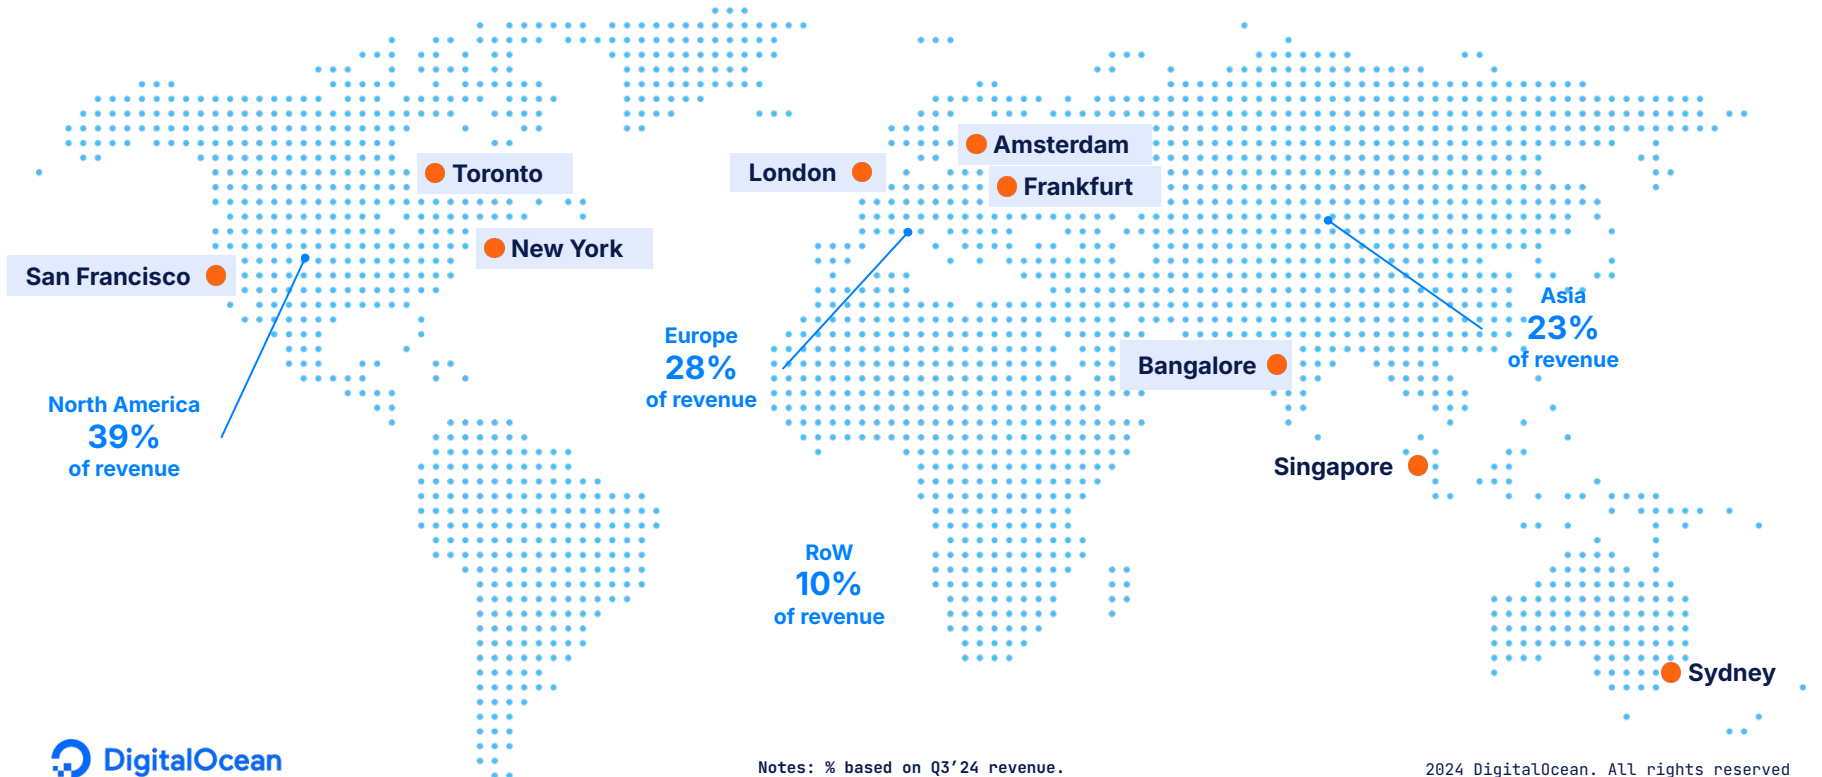 Amsterdam
Toronto
London
Frankfurt
New York
San Francisco
Asia
23%
of revenue
Europe
28%
of revenue
Bangalore
North America
39%
of revenue
Singapore
RoW
10%
of revenue
Sydney
DigitalOcean
Notes: % based on Q3’24 revenue.
2024 DigitalOcean. All rights reserved